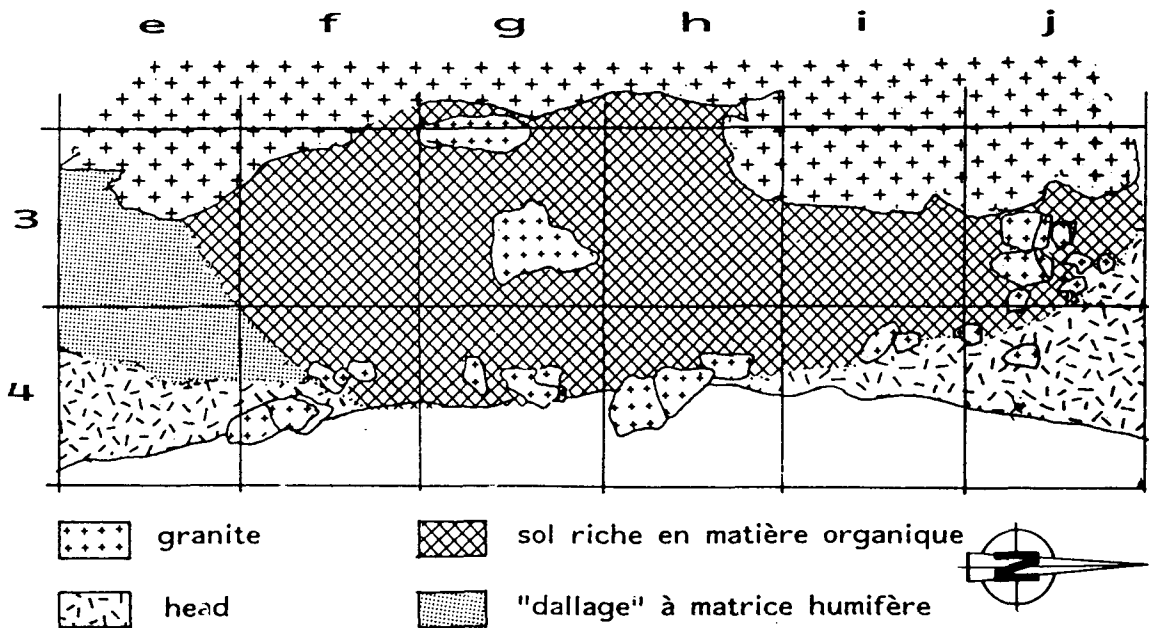 e f g h i j
3
4
granite
sol riche en matière organique
N
head
"dallage" à matrice humifère